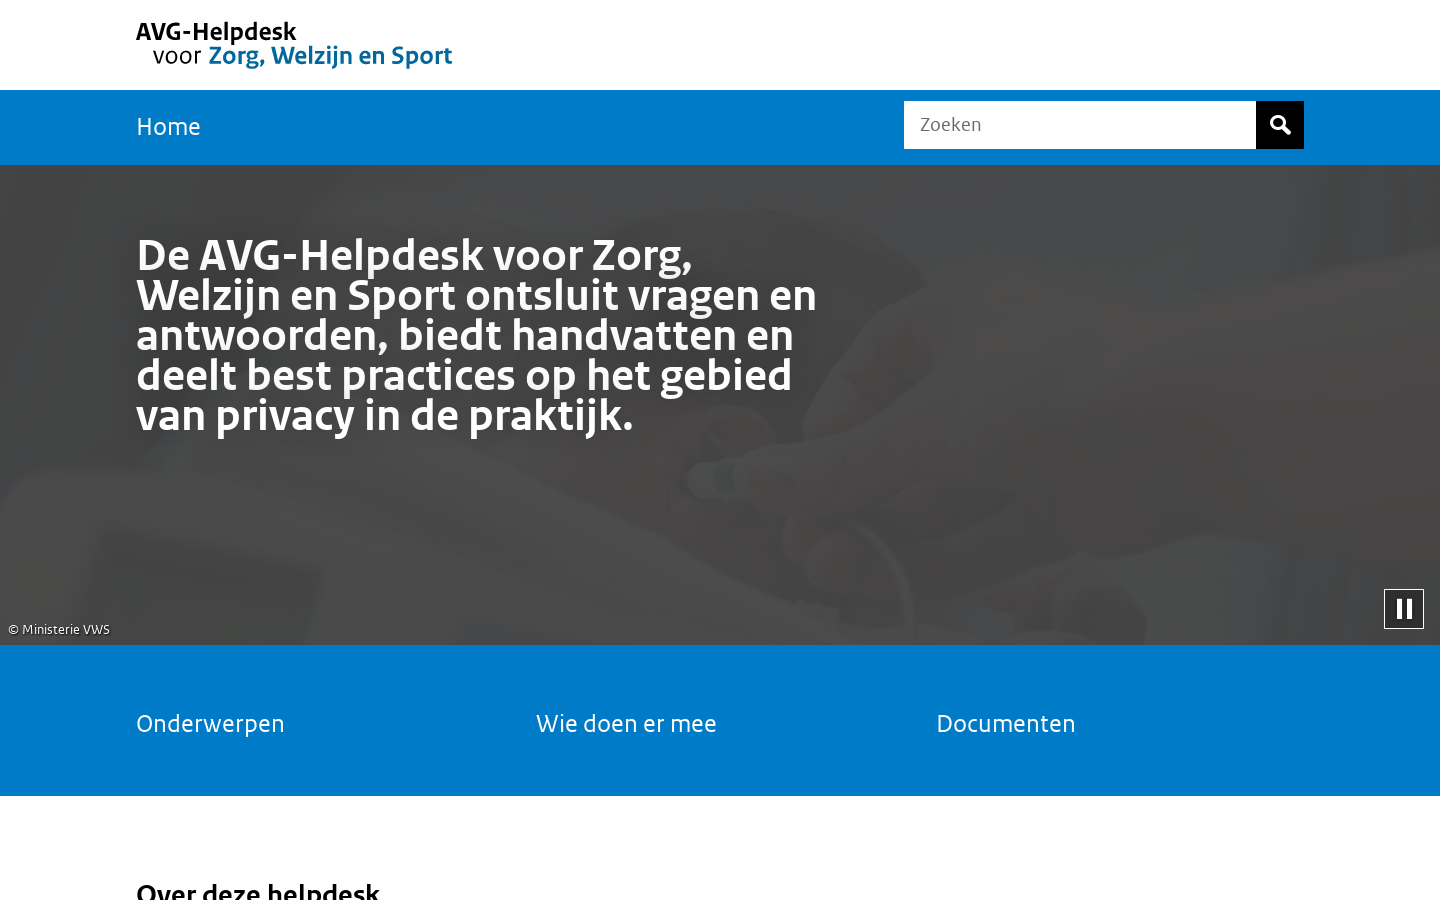 AVG-Helpdesk
voor Zorg, Welzijn en Sport
Home
Zoeken
De AVG-Helpdesk voor Zorg,
Welzijn en Sport ontsluit vragen en
antwoorden, biedt handvatten en
deelt best practices op het gebied
van privacy in de praktijk.
© Ministerie VWS
Onderwerpen
Wie doen er mee
Documenten
Over deze helpdesk